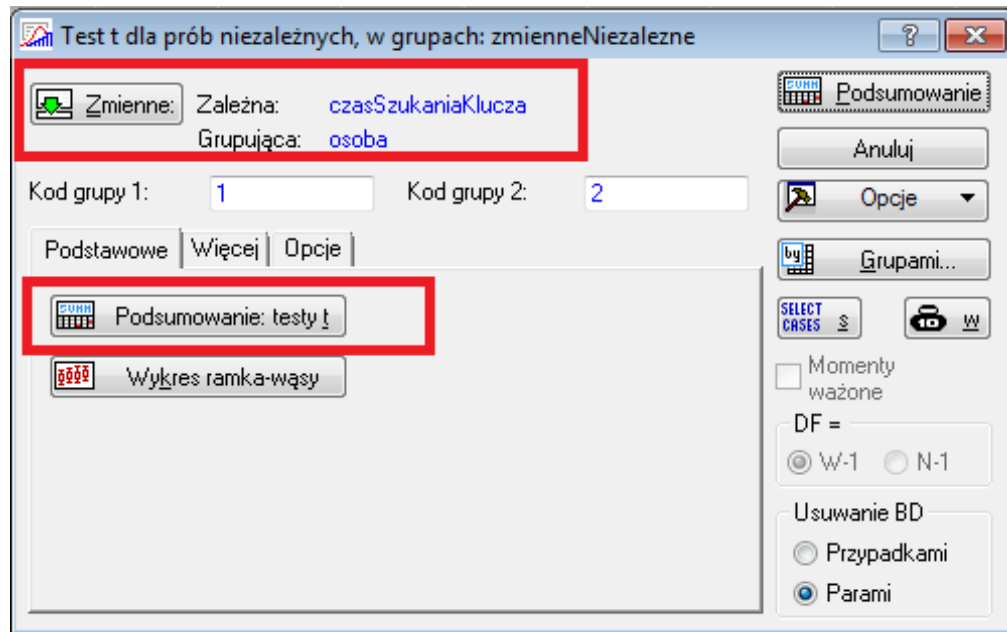 Test t dla prób niezależnych, w grupach: zmienneNiezalezne
Zmienne: Zależna: czasSzukaniaKlucza
Grupująca: osoba
Kod grupy 1: 1 Kod grupy 2: 2
Podstawowe Więcej Opcje
Podsumowanie: testy t
Wykres ramka-wąsy
?
Podsumowanie
Anuluj
Opcje
Grupami...
SELECT CASES S W
Momenty
ważone
DF =
W-1 N-1
Usuwanie BD
Przypadkami
Parami